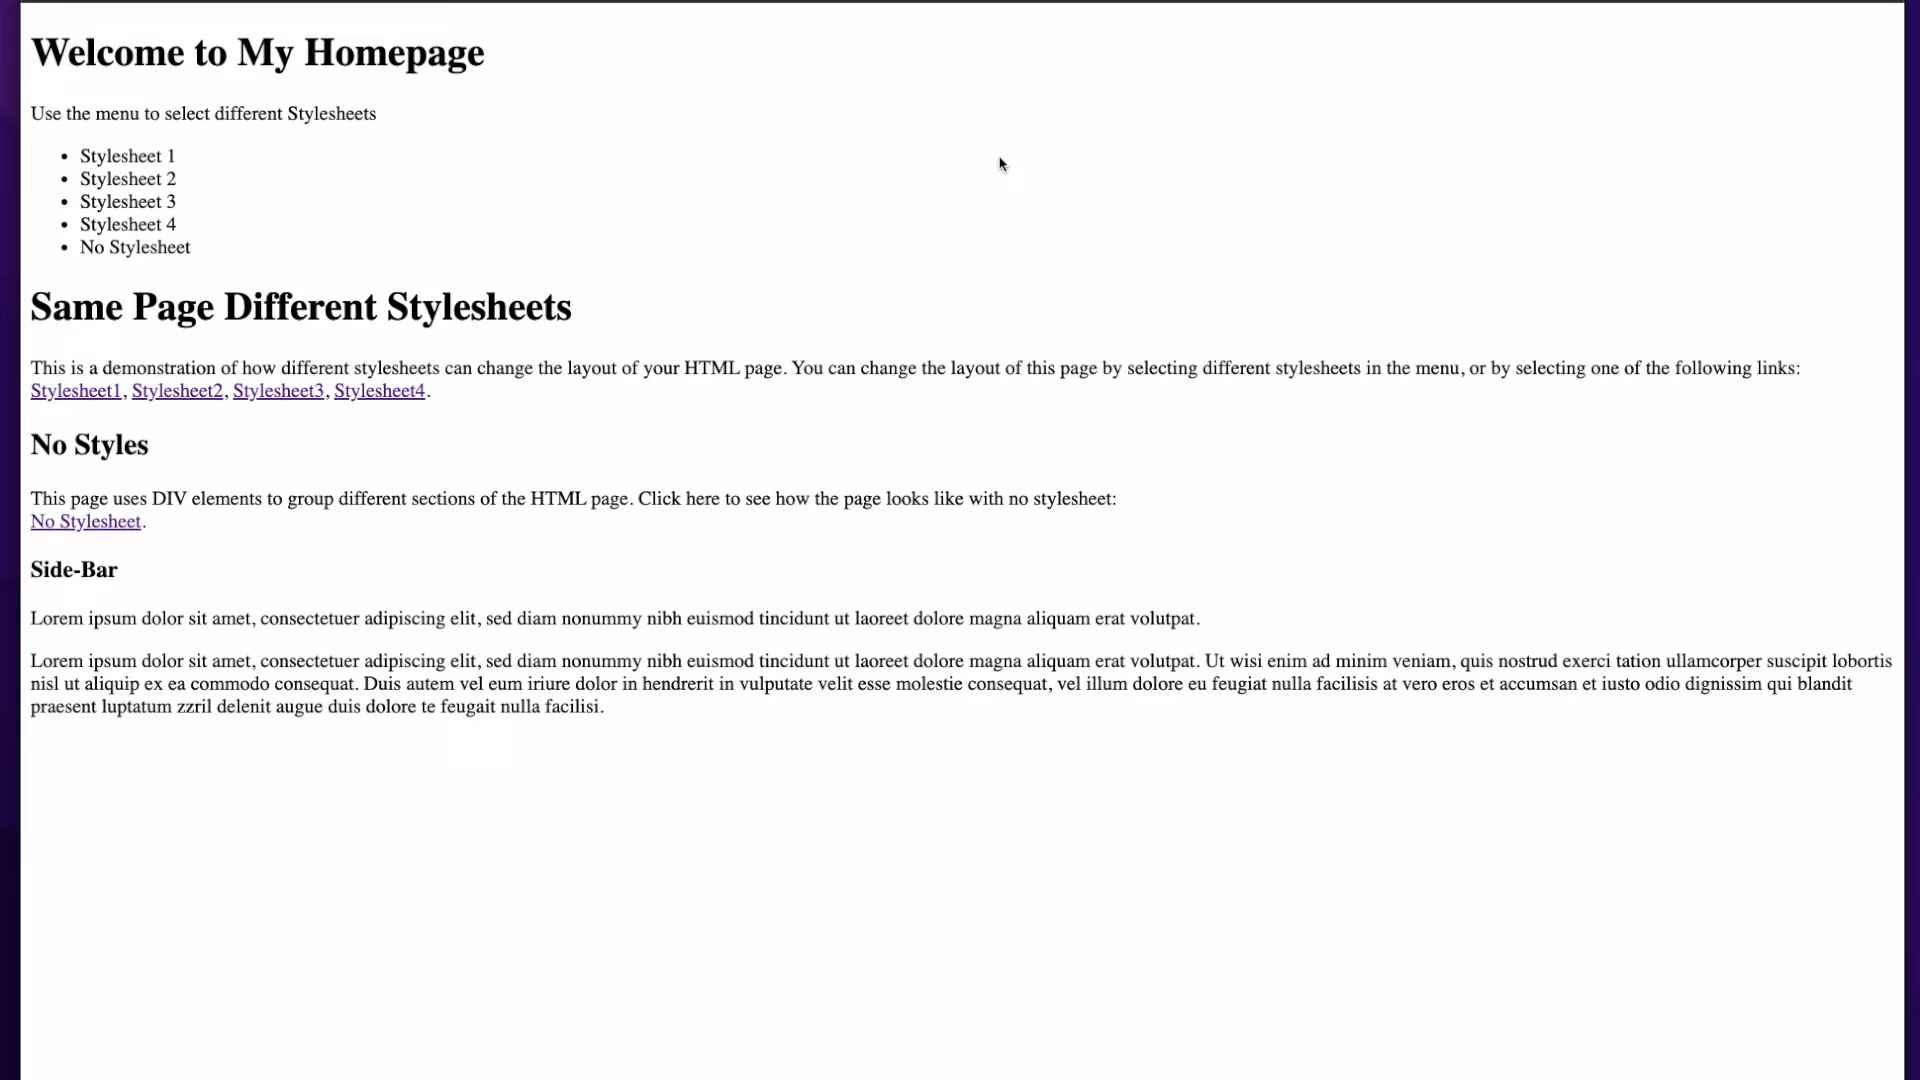 Welcome to My Homepage
Use the menu to select different Stylesheets
• Stylesheet 1
• Stylesheet 2
• Stylesheet 3
• Stylesheet 4
• No Stylesheet
Same Page Different Stylesheets
This is a demonstration of how different stylesheets can change the layout of your HTML page. You can change the layout of this page by selecting different stylesheets in the menu, or by selecting one of the following links:
Stylesheet1, Stylesheet2, Stylesheet3, Stylesheet4.
No Styles
This page uses DIV elements to group different sections of the HTML page. Click here to see how the page looks like with no stylesheet:
No Stylesheet.
Side-Bar
Lorem ipsum dolor sit amet, consectetuer adipiscing elit, sed diam nonummy nibh euismod tincidunt ut laoreet dolore magna aliquam erat volutpat.
Lorem ipsum dolor sit amet, consectetuer adipiscing elit, sed diam nonummy nibh euismod tincidunt ut laoreet dolore magna aliquam erat volutpat. Ut wisi enim ad minim veniam, quis nostrud exerci tation ullamcorper suscipit lobortis
nisl ut aliquip ex ea commodo consequat. Duis autem vel eum iriure dolor in hendrerit in vulputate velit esse molestie consequat, vel illum dolore eu feugiat nulla facilisis at vero eros et accumsan et iusto odio dignissim qui blandit
praesent luptatum zzril delenit augue duis dolore te feugait nulla facilisi.